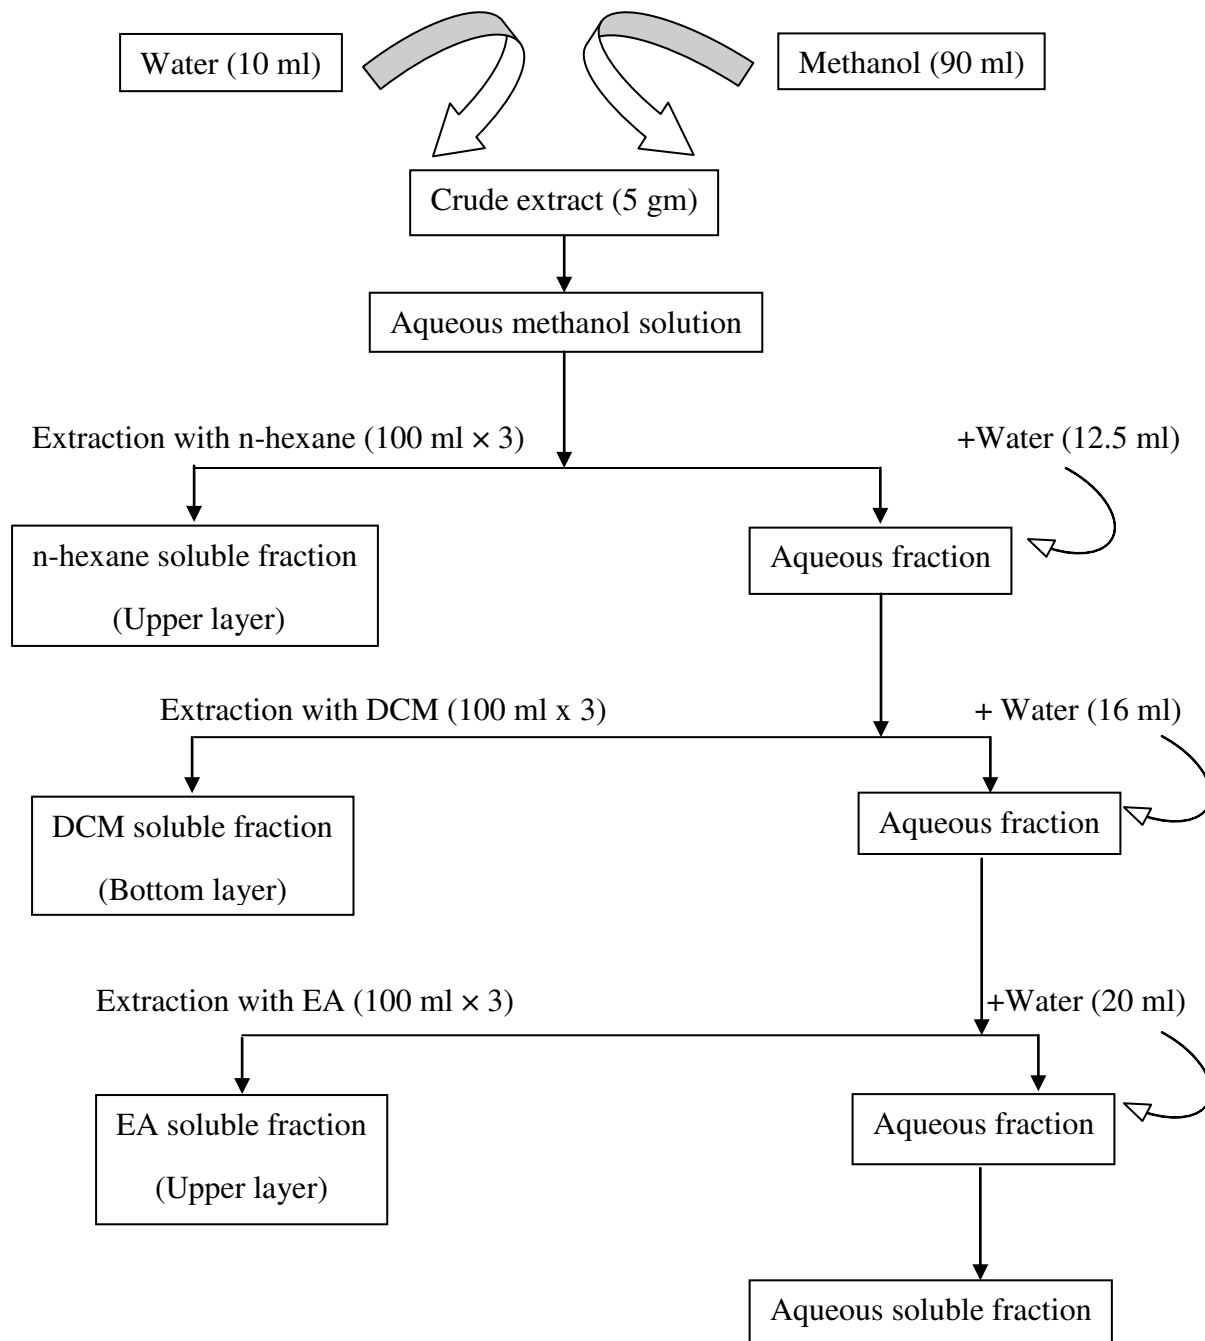 Water (10 ml)
Methanol (90 ml)
Crude extract (5 gm)
Aqueous methanol solution
Extraction with n-hexane (100 ml × 3)
+Water (12.5 ml)
n-hexane soluble fraction
(Upper layer)
Aqueous fraction
Extraction with DCM (100 ml x 3)
+ Water (16 ml)
DCM soluble fraction
(Bottom layer)
Aqueous fraction
Extraction with EA (100 ml × 3)
+Water (20 ml)
EA soluble fraction
(Upper layer)
Aqueous fraction
Aqueous soluble fraction